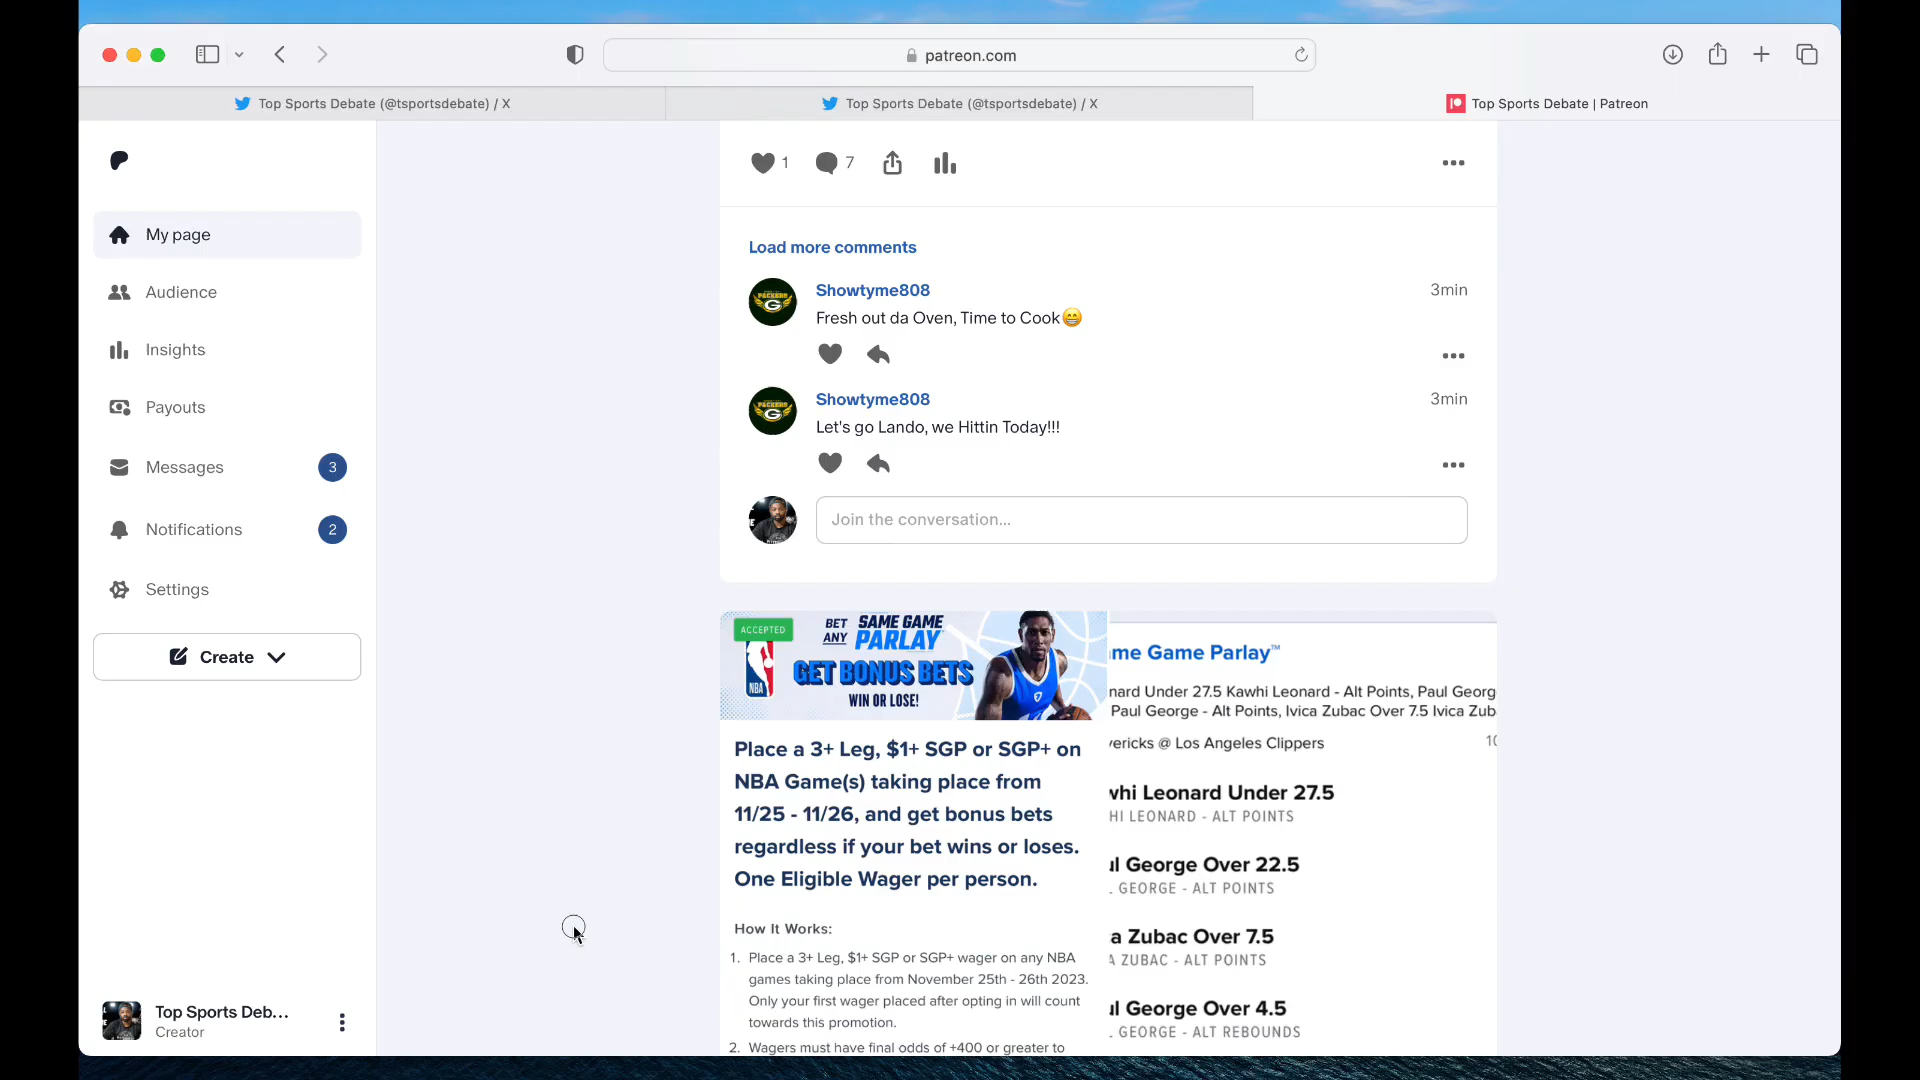 patreon.com
Top Sports Debate (@tsportsdebate) / X
Top Sports Debate (@tsportsdebate) / X
Top Sports Debate | Patreon
My page
Audience
Insights
Payouts
Messages
3
Notifications
2
Settings
Create
Top Sports Deb...
Creator
1
7
Load more comments
Showtyme808
3min
Fresh out da Oven, Time to Cook😁
Showtyme808
3min
Let's go Lando, we Hittin Today!!!
Join the conversation...
ACCEPTED
NBA
BET ANY SAME GAME PARLAY™
GET BONUS BETS
WIN OR LOSE!
Place a 3+ Leg, $1+ SGP or SGP+ on
NBA Game(s) taking place from
11/25 - 11/26, and get bonus bets
regardless if your bet wins or loses.
One Eligible Wager per person.
How It Works:
1. Place a 3+ Leg, $1+ SGP or SGP+ wager on any NBA
games taking place from November 25th - 26th 2023.
Only your first wager placed after opting in will count
towards this promotion.
2. Wagers must have final odds of +400 or greater to
me Game Parlay™
nard Under 27.5 Kawhi Leonard - Alt Points, Paul Georg
Paul George - Alt Points, Ivica Zubac Over 7.5 Ivica Zub
vericks @ Los Angeles Clippers
10
whi Leonard Under 27.5
HI LEONARD - ALT POINTS
ul George Over 22.5
L GEORGE - ALT POINTS
a Zubac Over 7.5
A ZUBAC - ALT POINTS
ul George Over 4.5
L GEORGE - ALT REBOUNDS